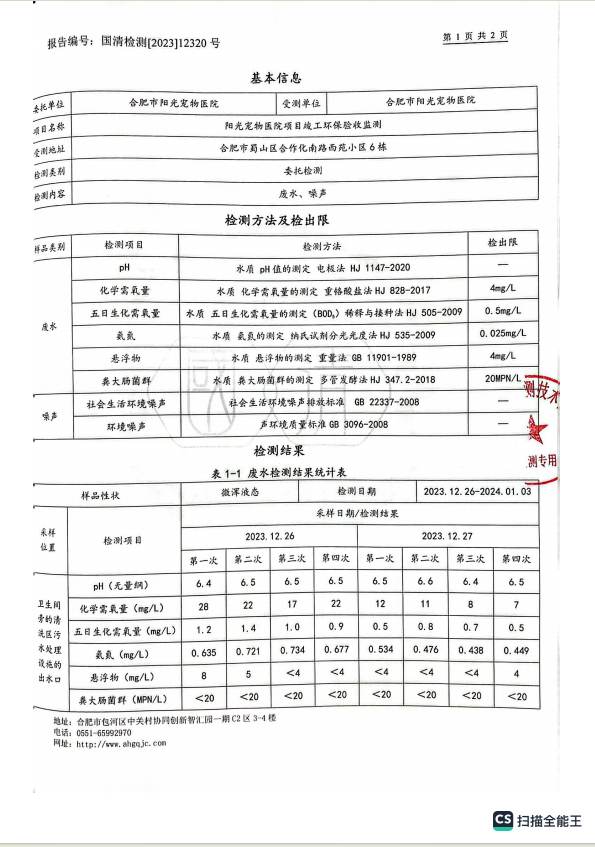 报告编号：国清检测[2023]12320 号
第 1 页 共 2 页
基本信息
委托单位 合肥市阳光宠物医院 受测单位 合肥市阳光宠物医院
项目名称 阳光宠物医院项目竣工环保验收监测
受测地址 合肥市蜀山区合作化南路西苑小区 6 栋
检测类别 委托检测
检测内容 废水、噪声
检测方法及检出限
样品类别 检测项目 检测方法 检出限
废水
pH 水质 pH 值的测定 电极法 HJ 1147-2020 —
化学需氧量 水质 化学需氧量的测定 重铬酸盐法 HJ 828-2017 4mg/L
五日生化需氧量 水质 五日生化需氧量的测定（BOD₅）稀释与接种法 HJ 505-2009 0.5mg/L
氨氮 水质 氨氮的测定 纳氏试剂分光光度法 HJ 535-2009 0.025mg/L
悬浮物 水质 悬浮物的测定 重量法 GB 11901-1989 4mg/L
粪大肠菌群 水质 粪大肠菌群的测定 多管发酵法 HJ 347.2-2018 20MPN/L
噪声
社会生活环境噪声 社会生活环境噪声排放标准 GB 22337-2008 —
环境噪声 声环境质量标准 GB 3096-2008 —
测技术
测专用
检测结果
表 1-1 废水检测结果统计表
样品性状 微浑液态 检测日期 2023.12.26-2024.01.03
采样位置 检测项目 采样日期/检测结果
2023.12.26 2023.12.27
第一次 第二次 第三次 第四次 第一次 第二次 第三次 第四次
卫生间
旁的清
洗区污
水处理
设施的
出水口
pH（无量纲） 6.4 6.5 6.5 6.5 6.5 6.6 6.4 6.5
化学需氧量（mg/L） 28 22 17 22 12 11 8 7
五日生化需氧量（mg/L） 1.2 1.4 1.0 0.9 0.5 0.8 0.7 0.5
氨氮（mg/L） 0.635 0.721 0.734 0.677 0.534 0.476 0.438 0.449
悬浮物（mg/L） 8 5 <4 <4 <4 <4 <4 4
粪大肠菌群（MPN/L） <20 <20 <20 <20 <20 <20 <20 <20
地址：合肥市包河区中关村协同创新智汇园一期 C2 区 3-4 楼
电话：0551-65992970
网址：http://www.ahgqjc.com
CS 扫描全能王